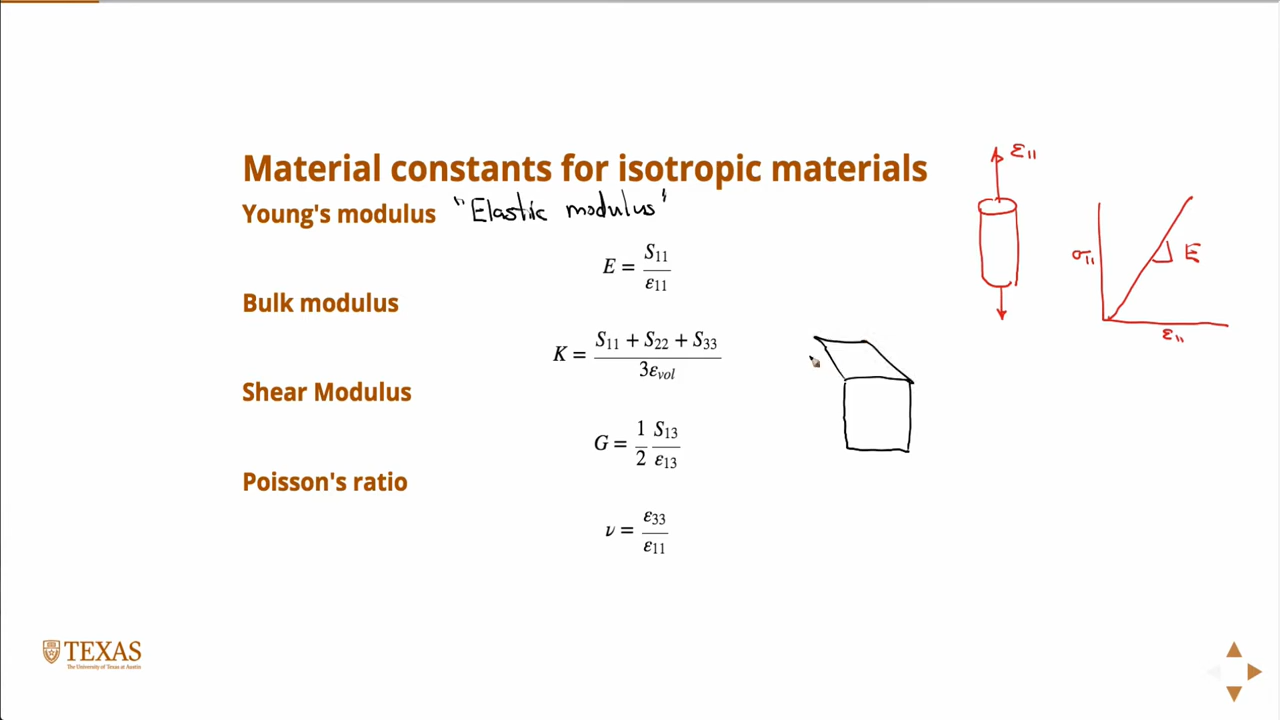 Material constants for isotropic materials
Young's modulus "Elastic modulus"
E = S₁₁ / ε₁₁
Bulk modulus
K = (S₁₁ + S₂₂ + S₃₃) / 3ε_vol
Shear Modulus
G = 1/2 S₁₃/ε₁₃
Poisson's ratio
ν = ε₃₃ / ε₁₁
ε₁₁
σ₁₁
E
ε₁₁
TEXAS
The University of Texas at Austin